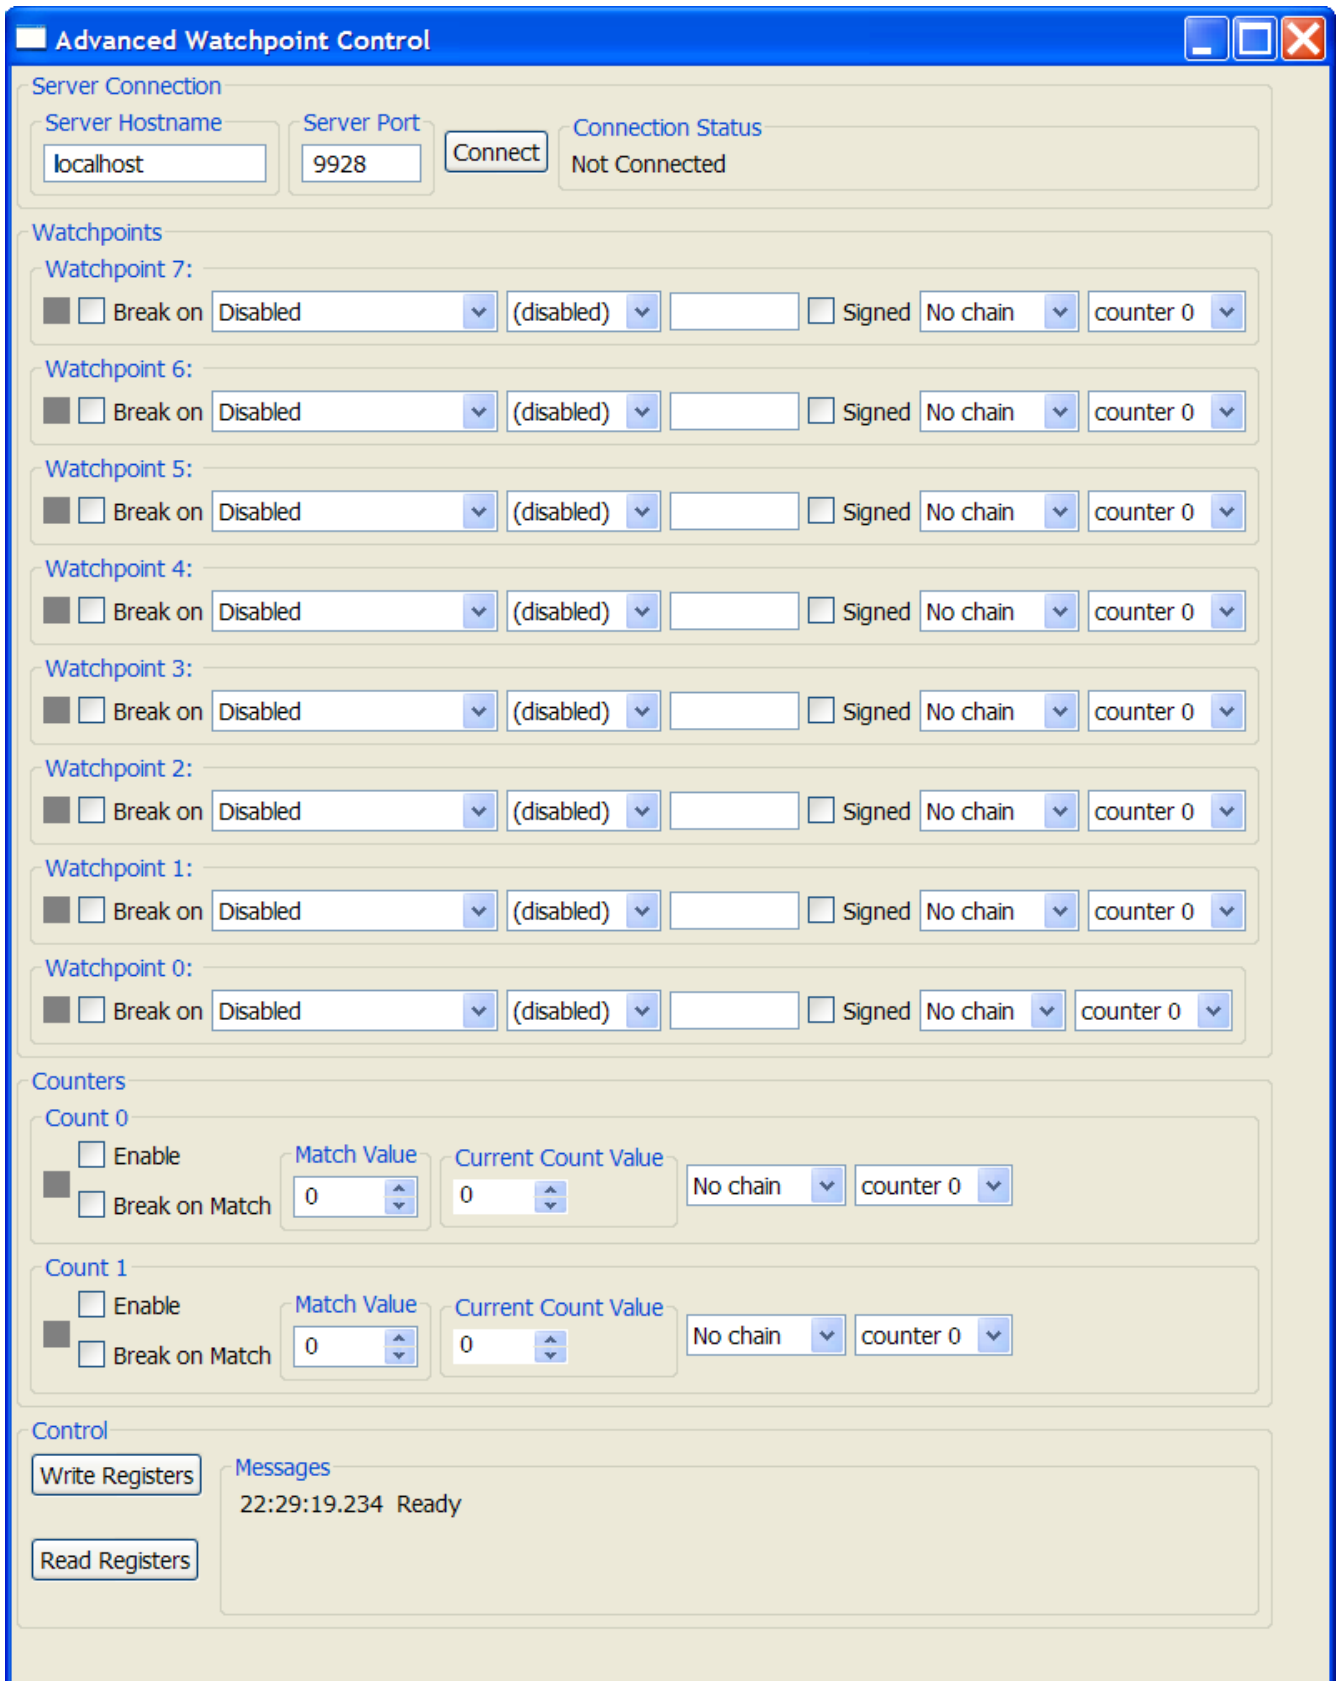 Advanced Watchpoint Control
Server Connection
Server Hostname Server Port Connection Status
localhost 9928 Connect Not Connected
Watchpoints
Watchpoint 7:
Break on Disabled (disabled) Signed No chain counter 0
Watchpoint 6:
Break on Disabled (disabled) Signed No chain counter 0
Watchpoint 5:
Break on Disabled (disabled) Signed No chain counter 0
Watchpoint 4:
Break on Disabled (disabled) Signed No chain counter 0
Watchpoint 3:
Break on Disabled (disabled) Signed No chain counter 0
Watchpoint 2:
Break on Disabled (disabled) Signed No chain counter 0
Watchpoint 1:
Break on Disabled (disabled) Signed No chain counter 0
Watchpoint 0:
Break on Disabled (disabled) Signed No chain counter 0
Counters
Count 0
Enable Match Value Current Count Value
0 0 No chain counter 0
Break on Match
Count 1
Enable Match Value Current Count Value
0 0 No chain counter 0
Break on Match
Control
Write Registers Messages
22:29:19.234 Ready
Read Registers